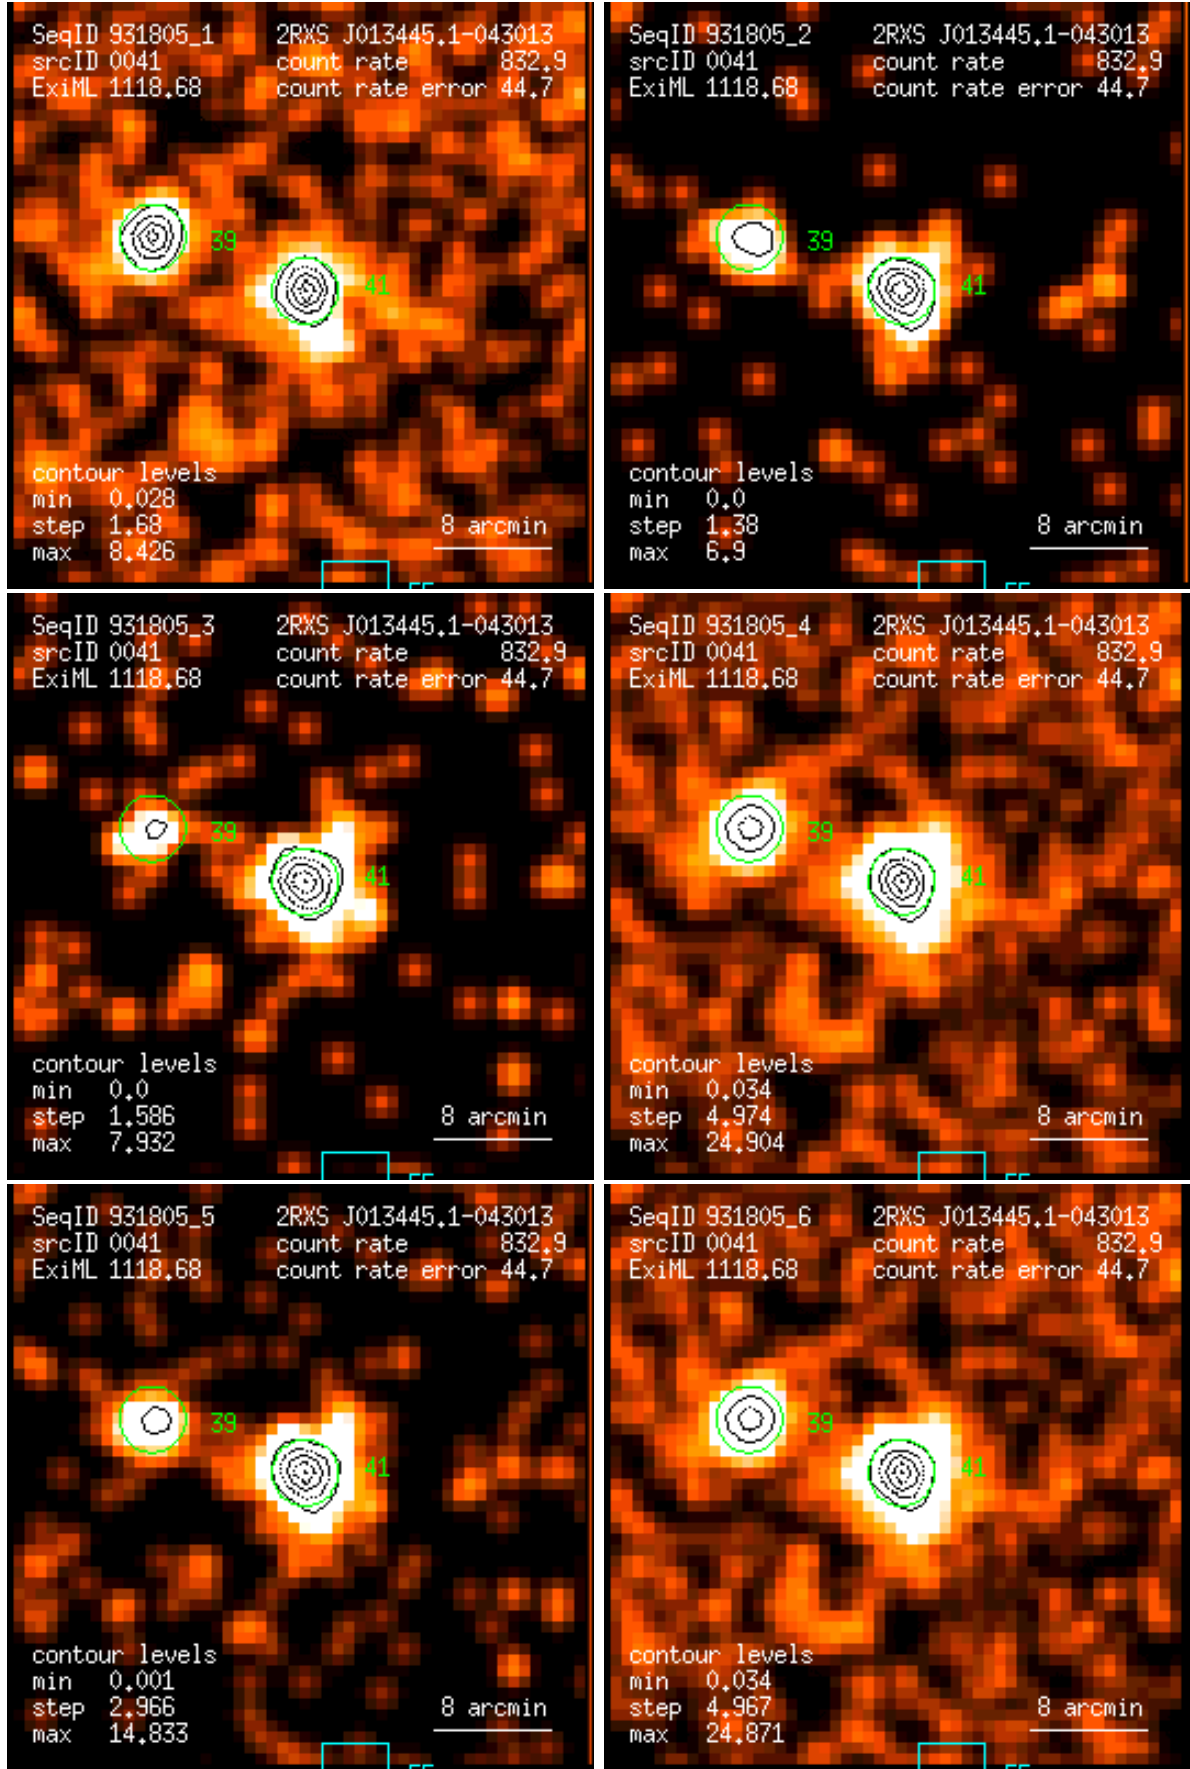 SeqID 931805_1 2RXS J013445.1-043013
srcID 0041 count rate 832.9
ExiML 1118.68 count rate error 44.7
39
41
contour levels
min 0.028
step 1.68 8 arcmin
max 8.426
SeqID 931805_2 2RXS J013445.1-043013
srcID 0041 count rate 832.9
ExiML 1118.68 count rate error 44.7
39
41
contour levels
min 0.0
step 1.38 8 arcmin
max 6.9
SeqID 931805_3 2RXS J013445.1-043013
srcID 0041 count rate 832.9
ExiML 1118.68 count rate error 44.7
39
41
contour levels
min 0.0
step 1.586 8 arcmin
max 7.932
SeqID 931805_4 2RXS J013445.1-043013
srcID 0041 count rate 832.9
ExiML 1118.68 count rate error 44.7
39
41
contour levels
min 0.034
step 4.974 8 arcmin
max 24.904
SeqID 931805_5 2RXS J013445.1-043013
srcID 0041 count rate 832.9
ExiML 1118.68 count rate error 44.7
39
41
contour levels
min 0.001
step 2.966 8 arcmin
max 14.833
SeqID 931805_6 2RXS J013445.1-043013
srcID 0041 count rate 832.9
ExiML 1118.68 count rate error 44.7
39
41
contour levels
min 0.034
step 4.967 8 arcmin
max 24.871